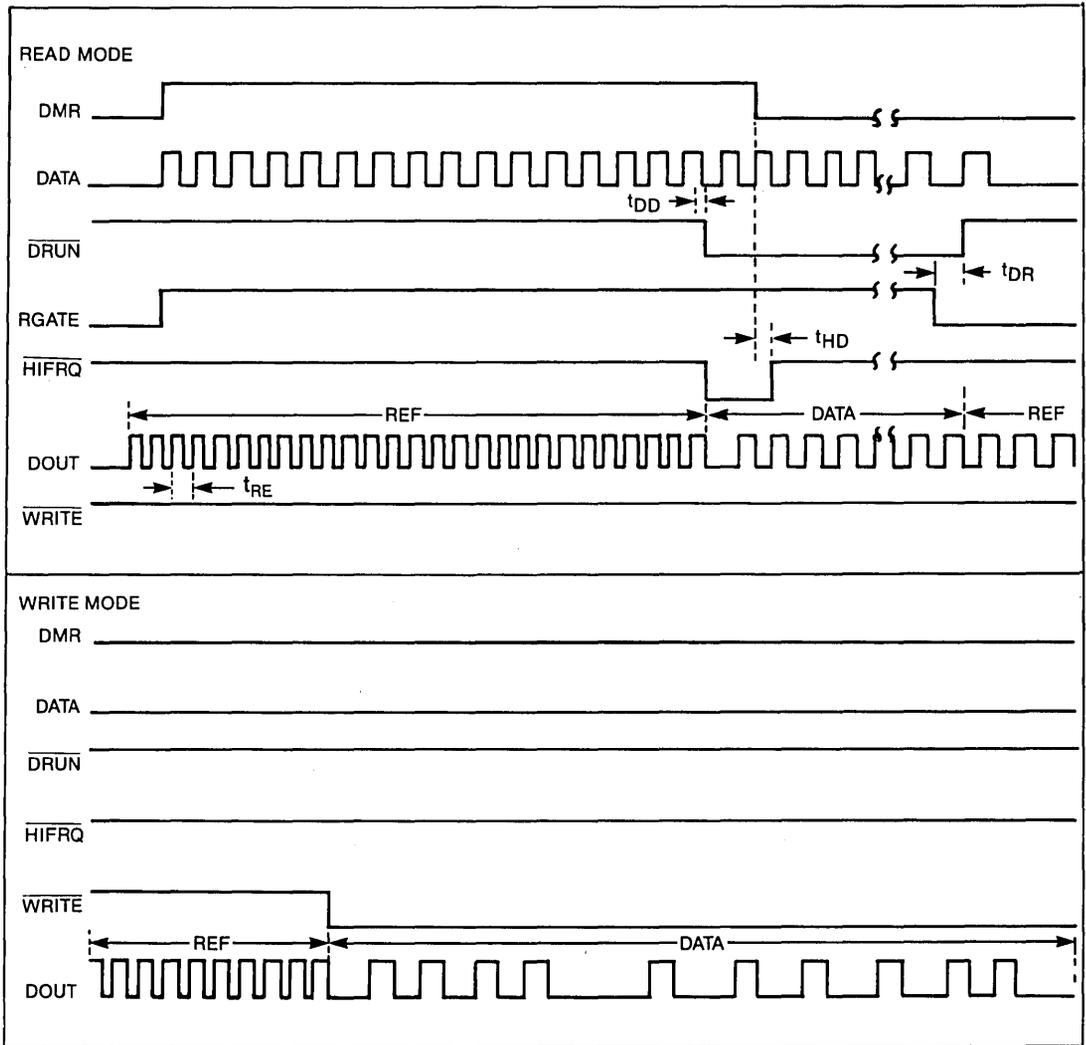 READ MODE
DMR
DATA
tDD
DRUN
tDR
RGATE
tHD
HIFRQ
REF DATA REF
DOUT
tRE
WRITE
WRITE MODE
DMR
DATA
DRUN
HIFRQ
WRITE
REF DATA
DOUT